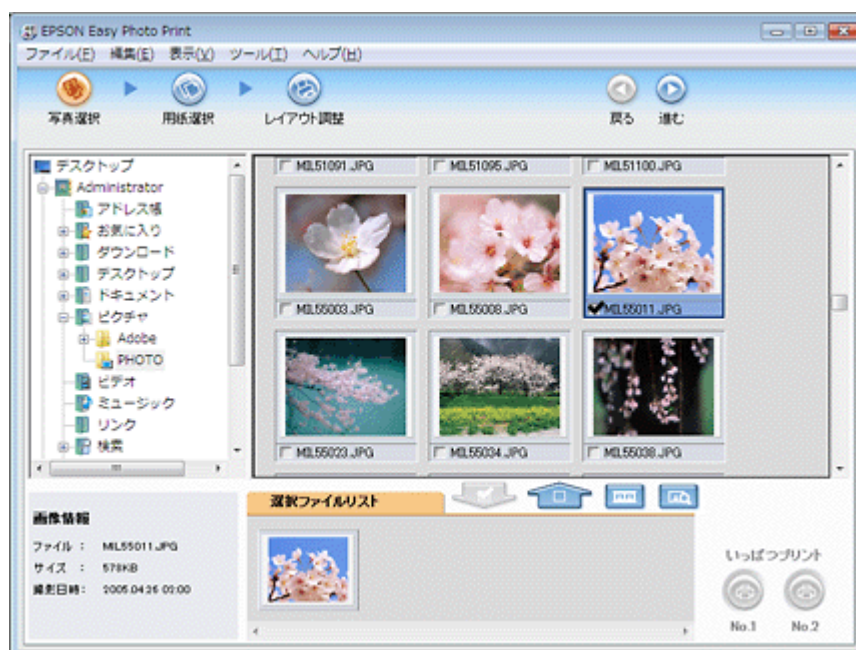 EPSON Easy Photo Print
ファイル(F) 編集(E) 表示(V) ツール(T) ヘルプ(H)
写真選択 用紙選択 レイアウト調整 戻る 進む
デスクトップ
Administrator
アドレス帳
お気に入り
ダウンロード
デスクトップ
ドキュメント
ピクチャ
Adobe
PHOTO
ビデオ
ミュージック
リンク
検索
MIL51091.JPG MIL51095.JPG MIL51100.JPG
MIL55003.JPG MIL55008.JPG MIL55011.JPG
MIL55023.JPG MIL55034.JPG MIL55038.JPG
画像情報
ファイル : MIL55011.JPG
サイズ : 578KB
撮影日時: 2005.04.26 02:00
選択ファイルリスト
いっぱつプリント
No.1 No.2